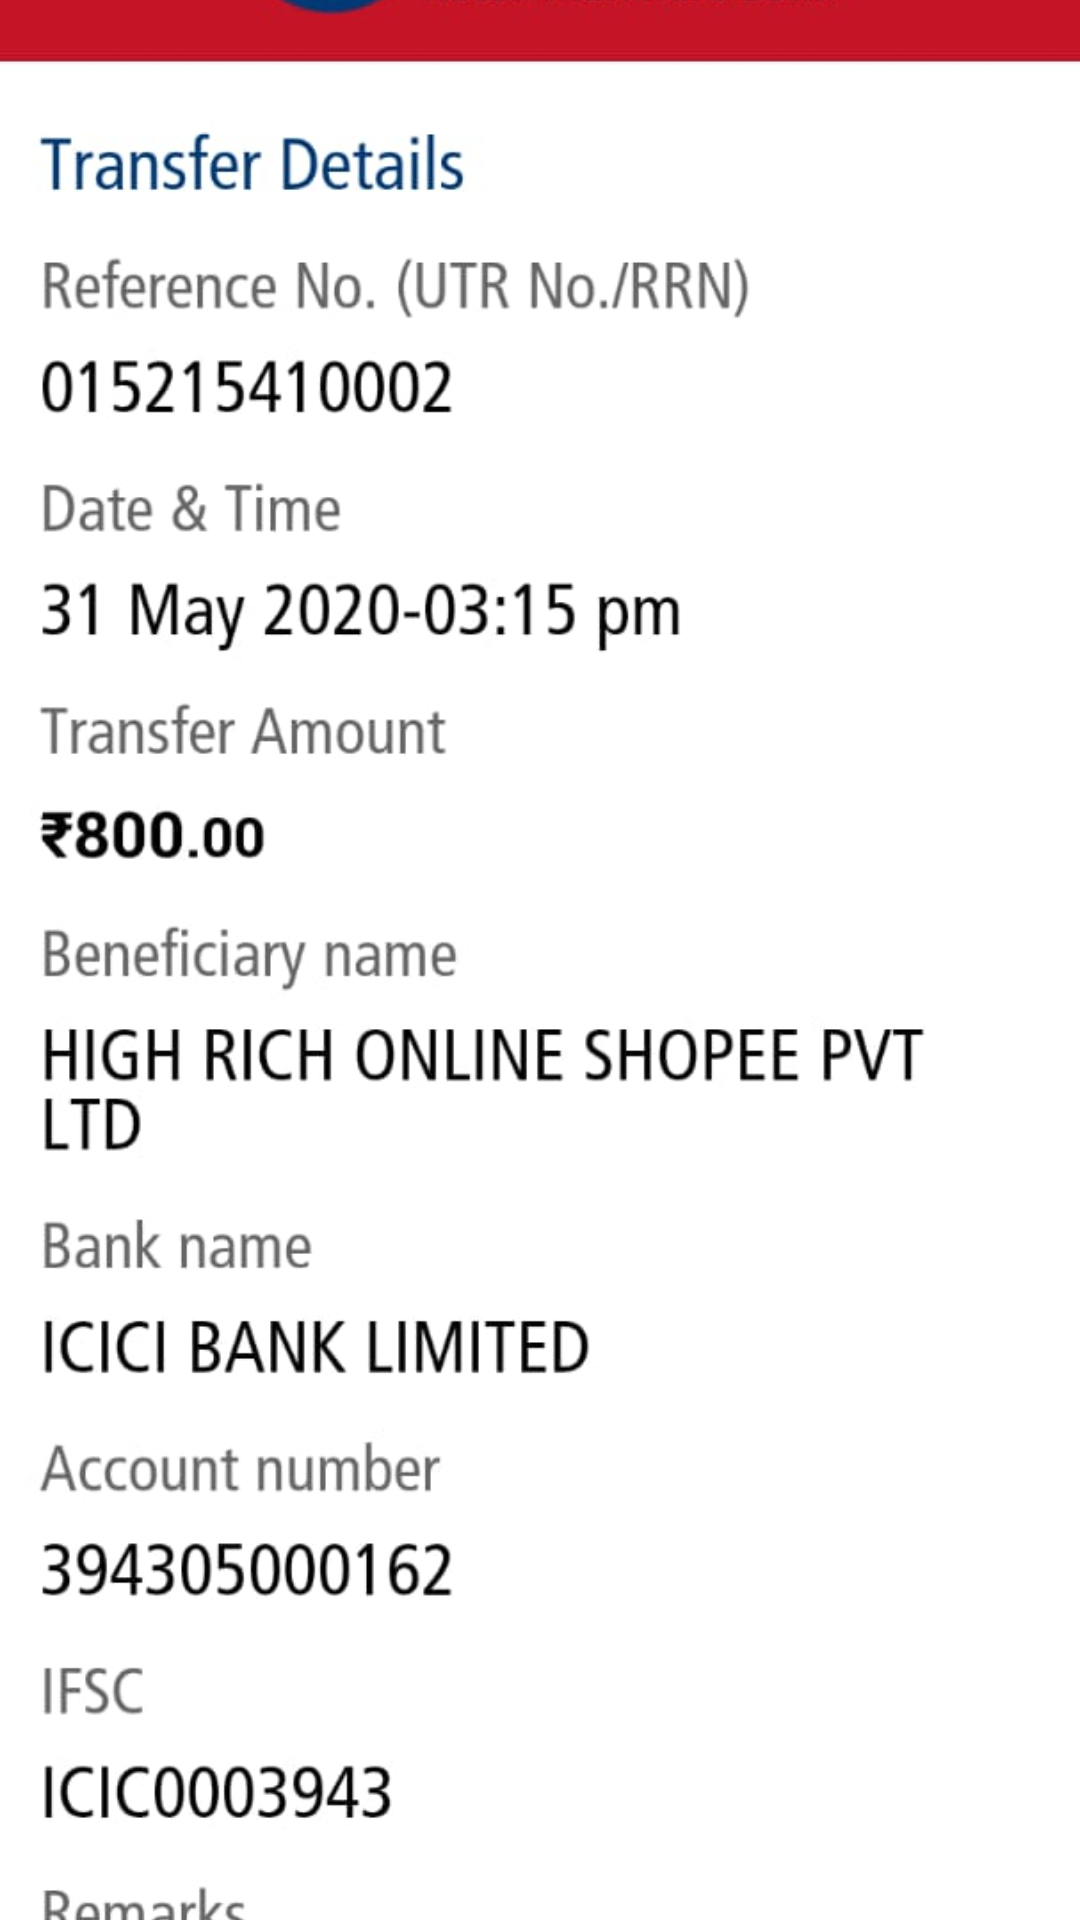 Transfer Details
Reference No. (UTR No./RRN)
015215410002
Date & Time
31 May 2020-03:15 pm
Transfer Amount
₹800.00
Beneficiary name
HIGH RICH ONLINE SHOPEE PVT
LTD
Bank name
ICICI BANK LIMITED
Account number
394305000162
IFSC
ICIC0003943
Remarks